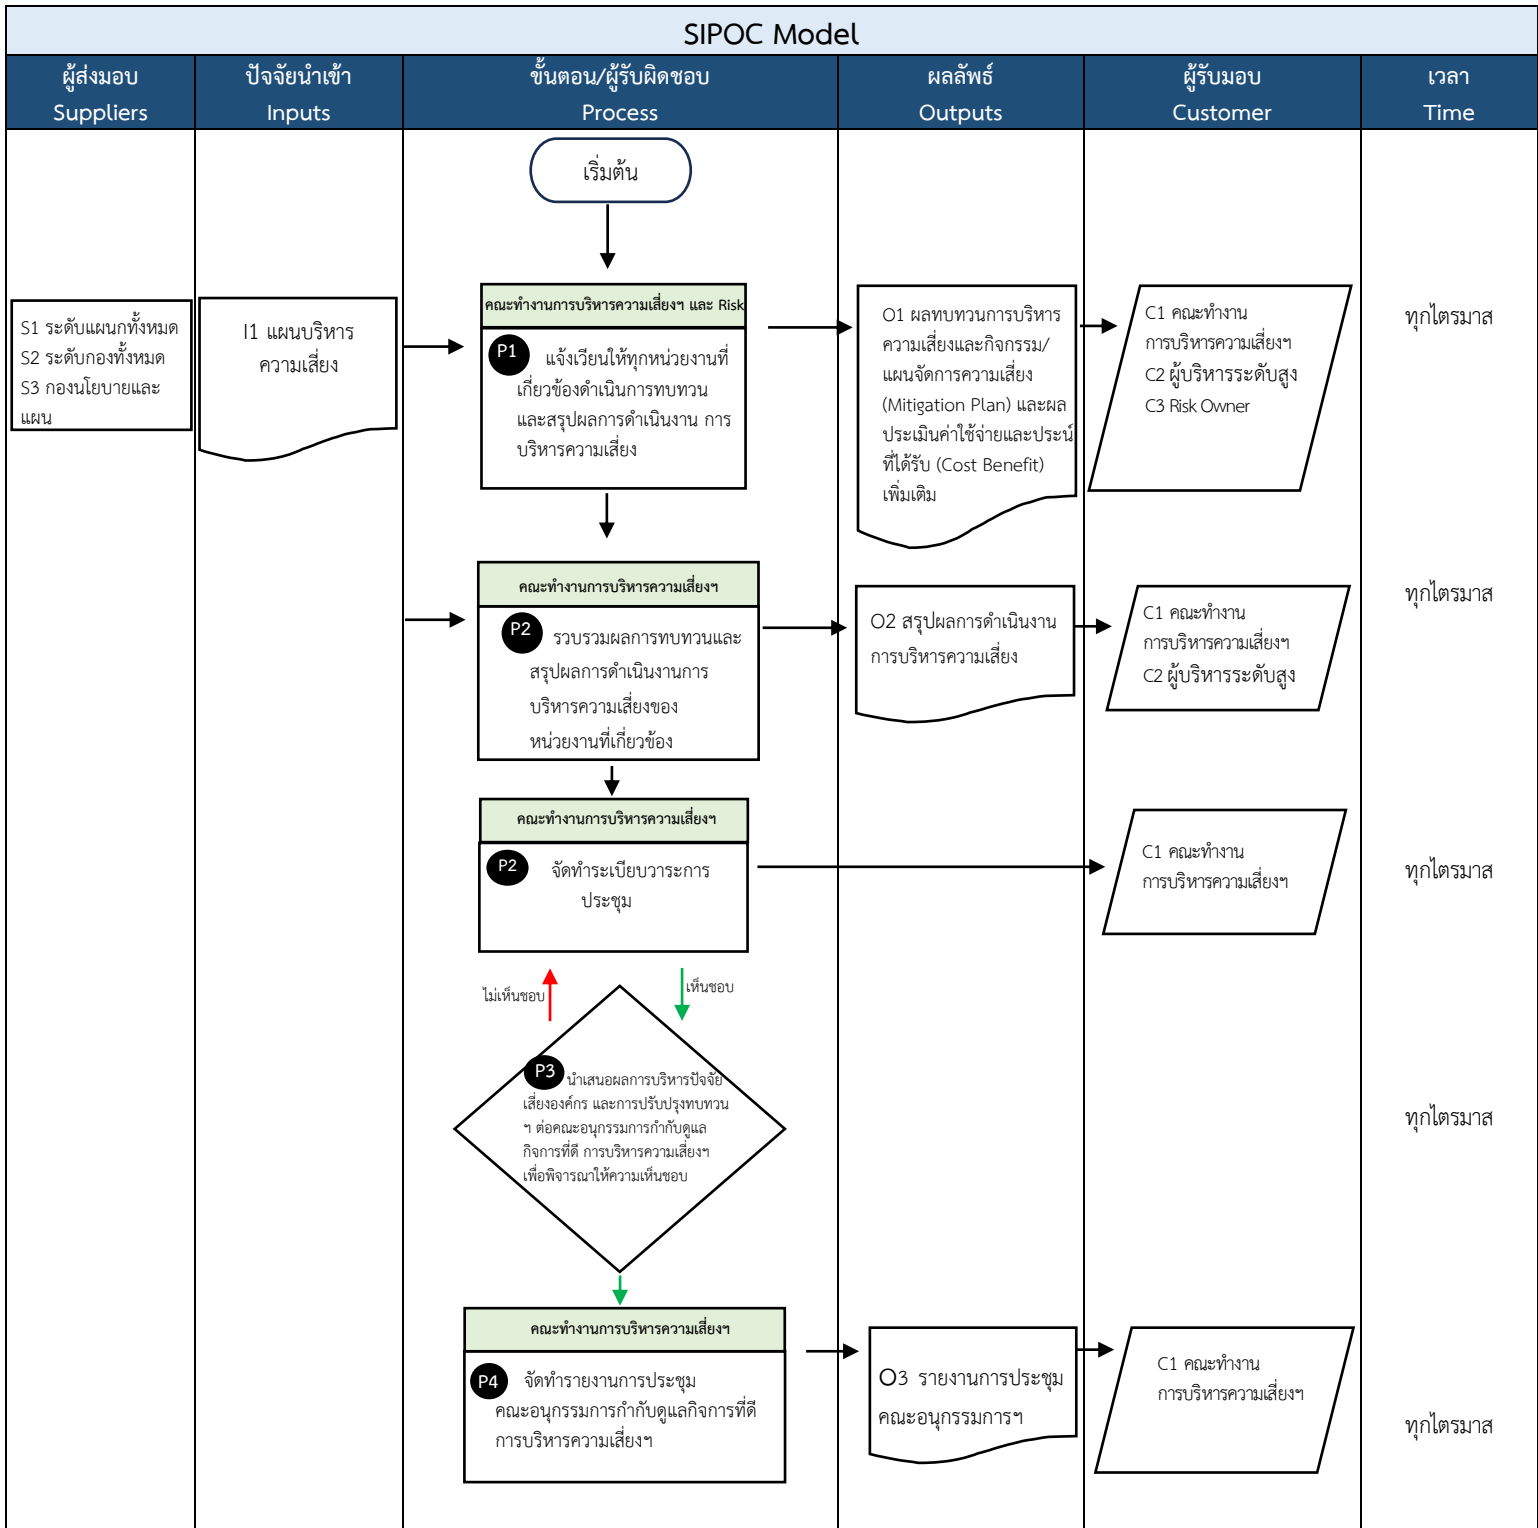 SIPOC Model
ผู้ส่งมอบ
Suppliers
ปัจจัยนำเข้า
Inputs
ขั้นตอน/ผู้รับผิดชอบ
Process
ผลลัพธ์
Outputs
ผู้รับมอบ
Customer
เวลา
Time
เริ่มต้น
S1 ระดับแผนกทั้งหมด
S2 ระดับกองทั้งหมด
S3 กองนโยบายและ
แผน
I1 แผนบริหาร
ความเสี่ยง
คณะทำงานการบริหารความเสี่ยงฯ และ Risk
P1 แจ้งเวียนให้ทุกหน่วยงานที่
เกี่ยวข้องดำเนินการทบทวน
และสรุปผลการดำเนินงาน การ
บริหารความเสี่ยง
O1 ผลทบทวนการบริหาร
ความเสี่ยงและกิจกรรม/
แผนจัดการความเสี่ยง
(Mitigation Plan) และผล
ประเมินค่าใช้จ่ายและประน์
ที่ได้รับ (Cost Benefit)
เพิ่มเติม
C1 คณะทำงาน
การบริหารความเสี่ยงฯ
C2 ผู้บริหารระดับสูง
C3 Risk Owner
ทุกไตรมาส
คณะทำงานการบริหารความเสี่ยงฯ
P2 รวบรวมผลการทบทวนและ
สรุปผลการดำเนินงานการ
บริหารความเสี่ยงของ
หน่วยงานที่เกี่ยวข้อง
O2 สรุปผลการดำเนินงาน
การบริหารความเสี่ยง
C1 คณะทำงาน
การบริหารความเสี่ยงฯ
C2 ผู้บริหารระดับสูง
ทุกไตรมาส
คณะทำงานการบริหารความเสี่ยงฯ
P2 จัดทำระเบียบวาระการ
ประชุม
C1 คณะทำงาน
การบริหารความเสี่ยงฯ
ทุกไตรมาส
ไม่เห็นชอบ
เห็นชอบ
P3 นำเสนอผลการบริหารปัจจัย
เสี่ยงองค์กร และการปรับปรุงทบทวน
ฯ ต่อคณะอนุกรรมการกำกับดูแล
กิจการที่ดี การบริหารความเสี่ยงฯ
เพื่อพิจารณาให้ความเห็นชอบ
ทุกไตรมาส
คณะทำงานการบริหารความเสี่ยงฯ
P4 จัดทำรายงานการประชุม
คณะอนุกรรมการกำกับดูแลกิจการที่ดี
การบริหารความเสี่ยงฯ
O3 รายงานการประชุม
คณะอนุกรรมการฯ
C1 คณะทำงาน
การบริหารความเสี่ยงฯ
ทุกไตรมาส